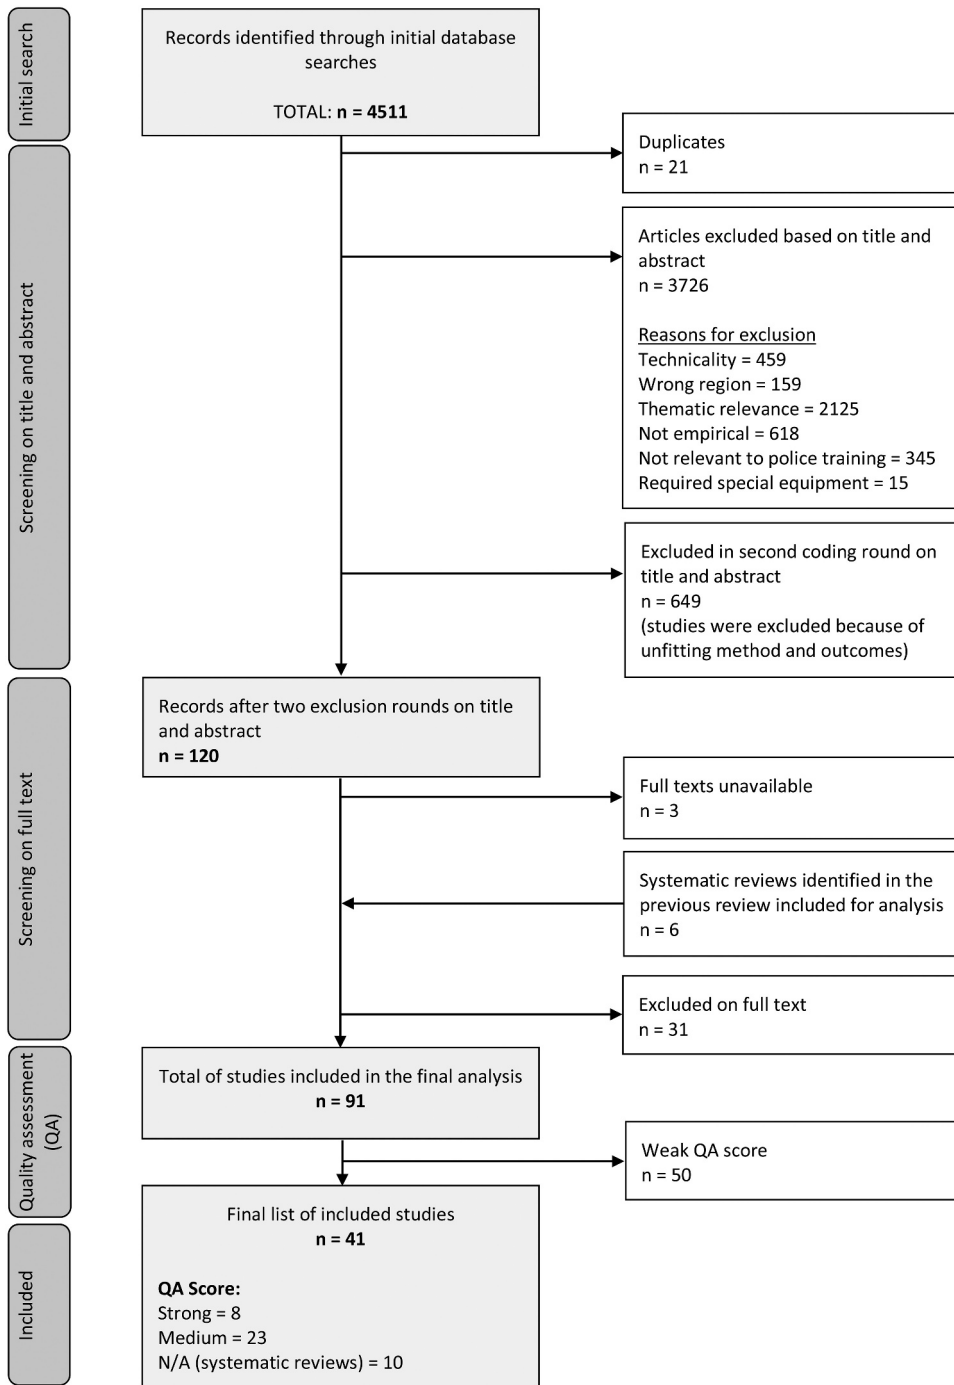 Initial search
Records identified through initial database
searches
TOTAL: n = 4511
Screening on title and abstract
Duplicates
n = 21
Articles excluded based on title and
abstract
n = 3726
Reasons for exclusion
Technicality = 459
Wrong region = 159
Thematic relevance = 2125
Not empirical = 618
Not relevant to police training = 345
Required special equipment = 15
Excluded in second coding round on
title and abstract
n = 649
(studies were excluded because of
unfitting method and outcomes)
Screening on full text
Records after two exclusion rounds on title
and abstract
n = 120
Full texts unavailable
n = 3
Systematic reviews identified in the
previous review included for analysis
n = 6
Excluded on full text
n = 31
Quality assessment
(QA)
Total of studies included in the final analysis
n = 91
Weak QA score
n = 50
Included
Final list of included studies
n = 41
QA Score:
Strong = 8
Medium = 23
N/A (systematic reviews) = 10